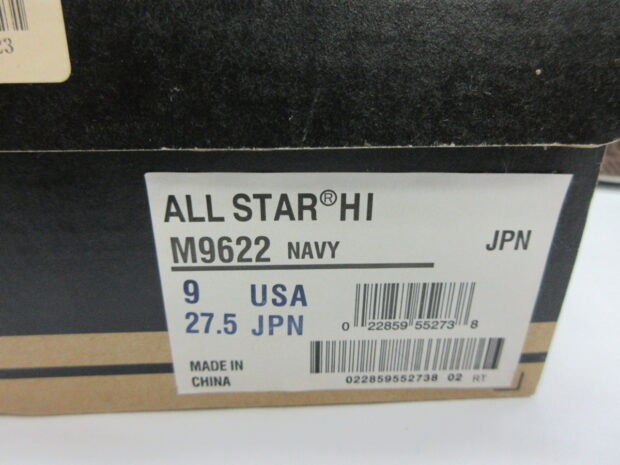 23
ALL STAR® HI
M9622 NAVY
JPN
9 USA
27.5 JPN
0 22859 55273 8
MADE IN
CHINA
022859552738 02 RT